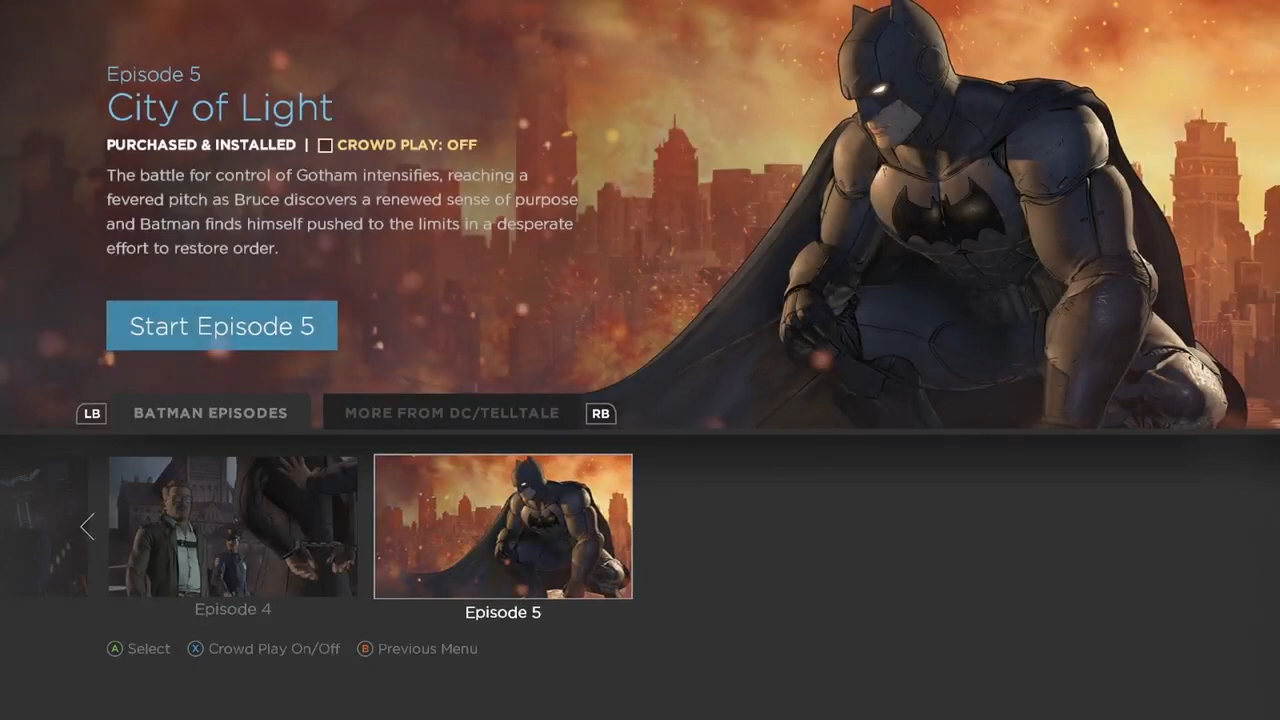 Episode 5
City of Light
PURCHASED & INSTALLED | CROWD PLAY: OFF
The battle for control of Gotham intensifies, reaching a
fevered pitch as Bruce discovers a renewed sense of purpose
and Batman finds himself pushed to the limits in a desperate
effort to restore order.
Start Episode 5
LB BATMAN EPISODES MORE FROM DC/TELLTALE RB
Episode 4
Episode 5
A Select X Crowd Play On/Off B Previous Menu